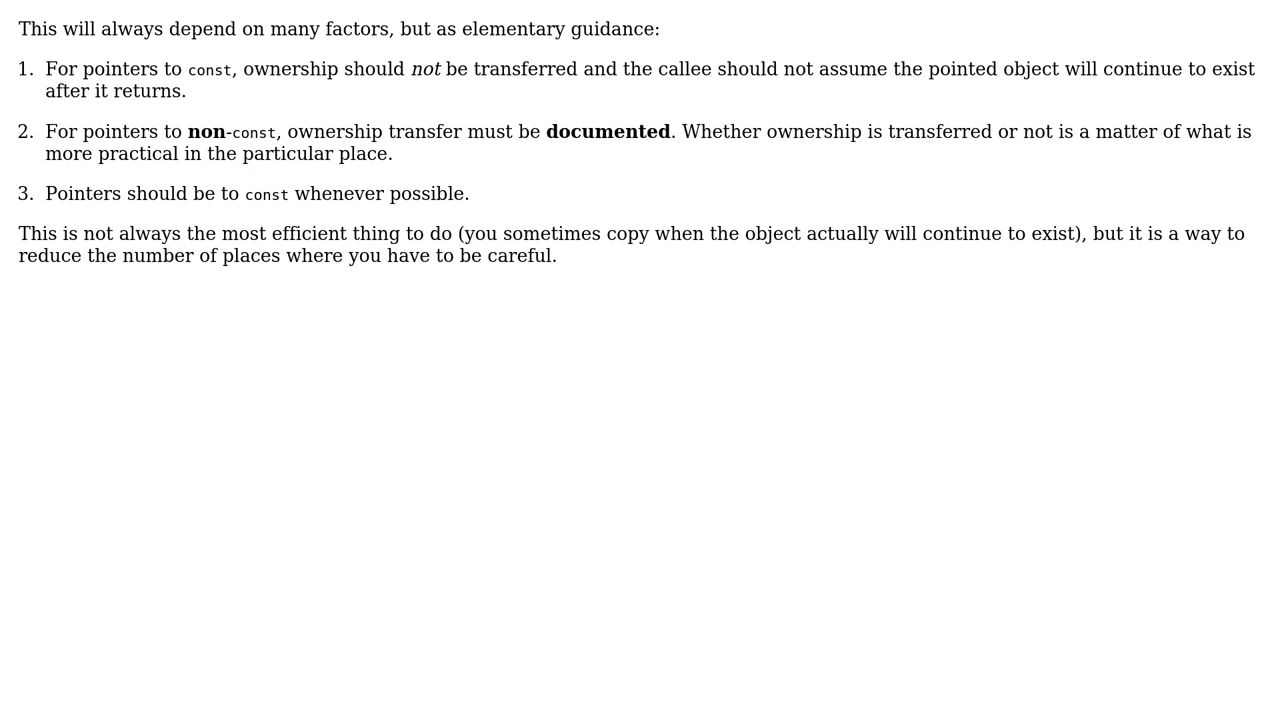 This will always depend on many factors, but as elementary guidance:
1. For pointers to const, ownership should not be transferred and the callee should not assume the pointed object will continue to exist
after it returns.
2. For pointers to non-const, ownership transfer must be documented. Whether ownership is transferred or not is a matter of what is
more practical in the particular place.
3. Pointers should be to const whenever possible.
This is not always the most efficient thing to do (you sometimes copy when the object actually will continue to exist), but it is a way to
reduce the number of places where you have to be careful.